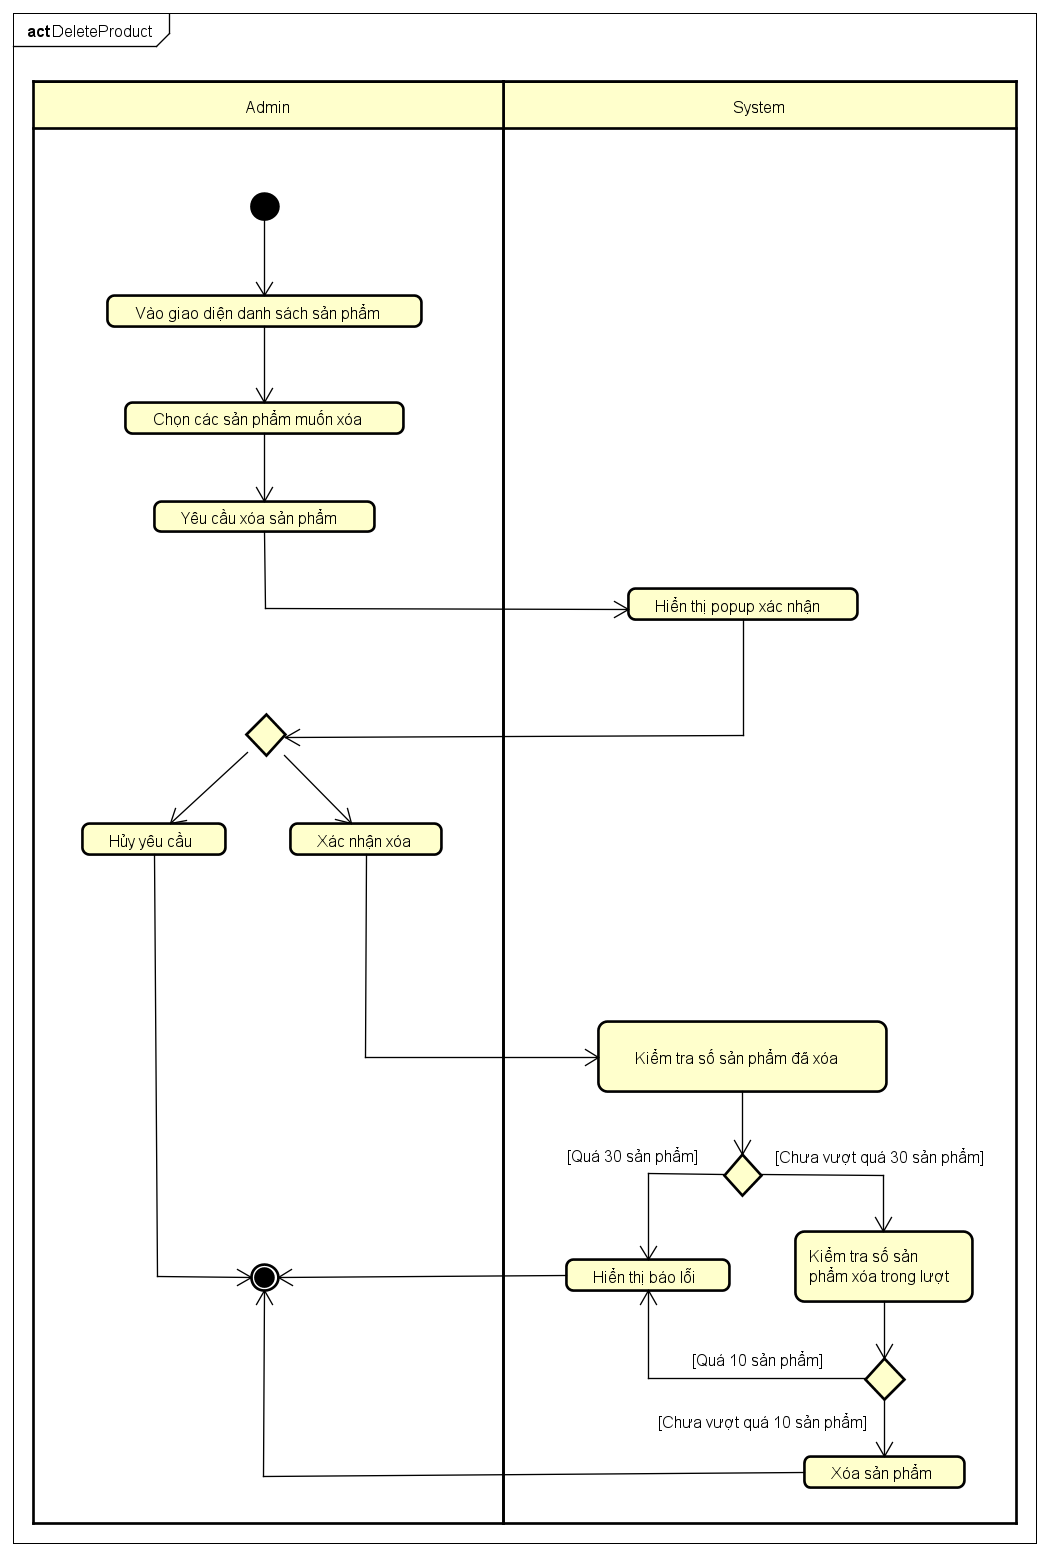 act DeleteProduct
Admin
System
Vào giao diện danh sách sản phẩm
Chọn các sản phẩm muốn xóa
Yêu cầu xóa sản phẩm
Hiển thị popup xác nhận
Hủy yêu cầu
Xác nhận xóa
Kiểm tra số sản phẩm đã xóa
[Quá 30 sản phẩm]
[Chưa vượt quá 30 sản phẩm]
Kiểm tra số sản
phẩm xóa trong lượt
Hiển thị báo lỗi
[Quá 10 sản phẩm]
[Chưa vượt quá 10 sản phẩm]
Xóa sản phẩm